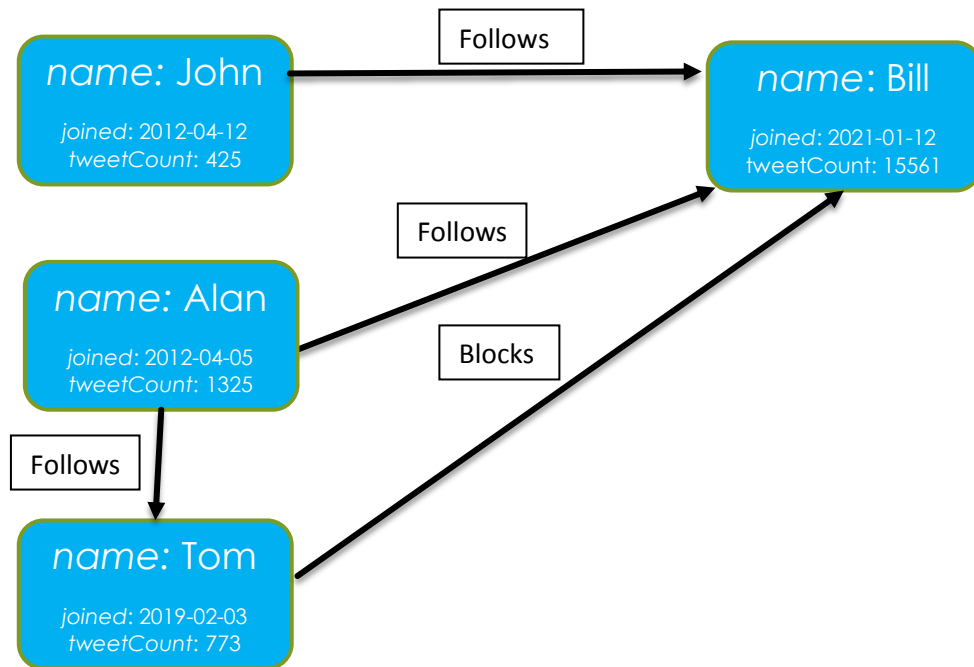 Follows
name: John
joined: 2012-04-12
tweetCount: 425
name: Bill
joined: 2021-01-12
tweetCount: 15561
Follows
name: Alan
joined: 2012-04-05
tweetCount: 1325
Blocks
Follows
name: Tom
joined: 2019-02-03
tweetCount: 773